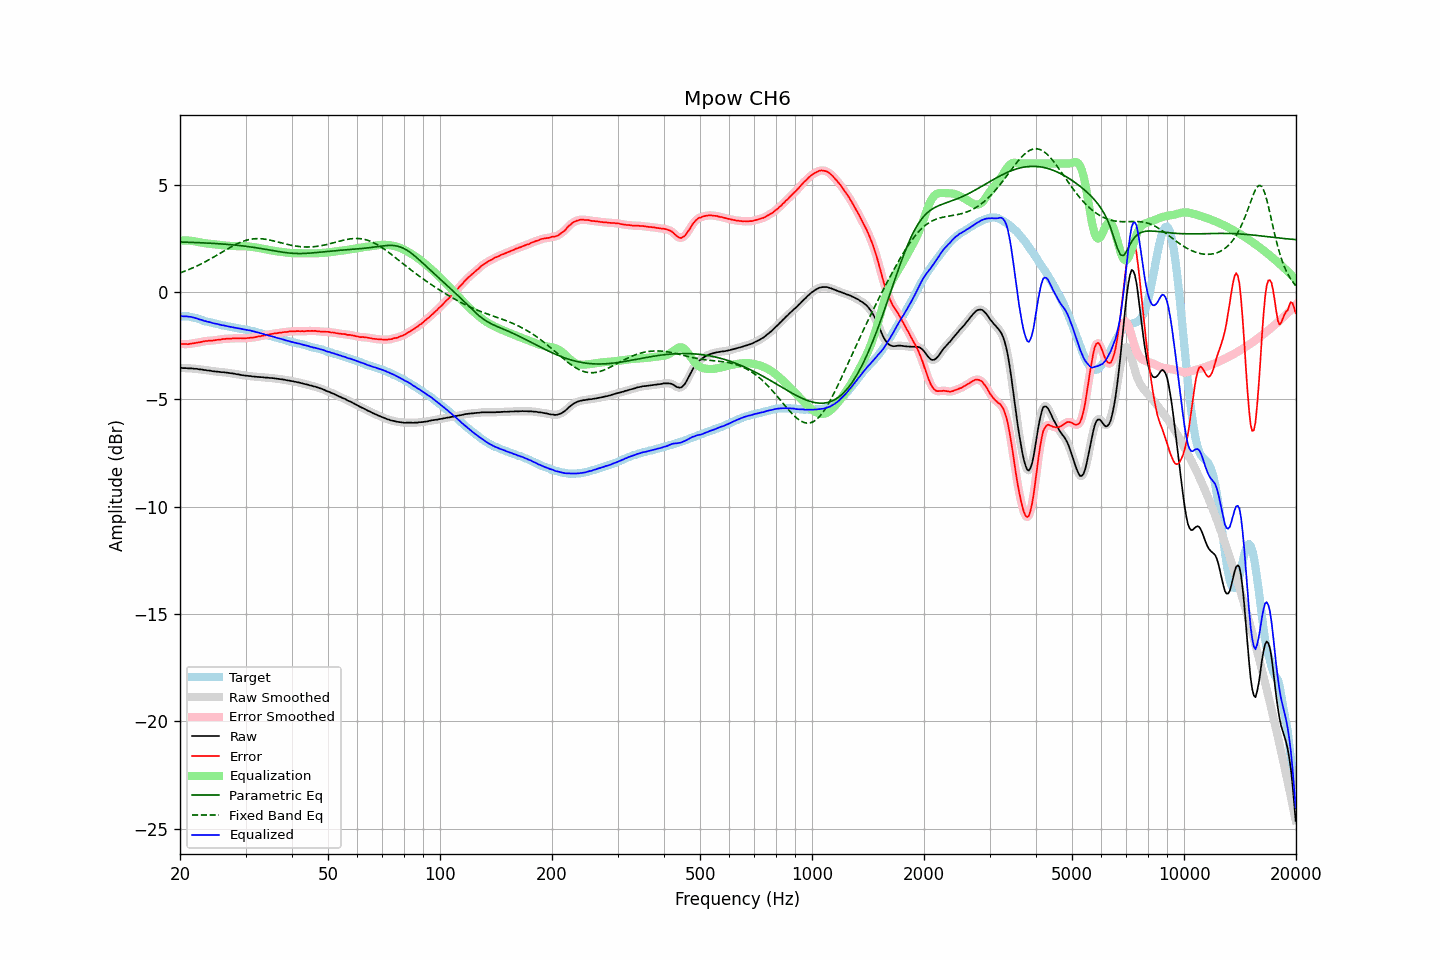 Mpow CH6
Amplitude (dBr)
5
0
−5
−10
−15
−20
−25
Target
Raw Smoothed
Error Smoothed
Raw
Error
Equalization
Parametric Eq
Fixed Band Eq
Equalized
20 50 100 200 500 1000 2000 5000 10000 20000
Frequency (Hz)